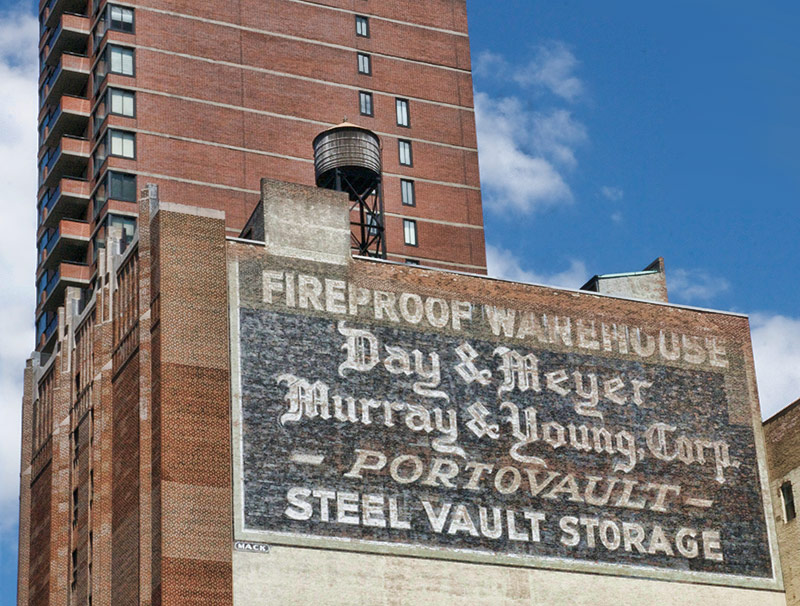 FIREPROOF WAREHOUSE
Day & Meyer
Murray & Young, Corp.
– PORTOVAULT –
STEEL VAULT STORAGE
MACK